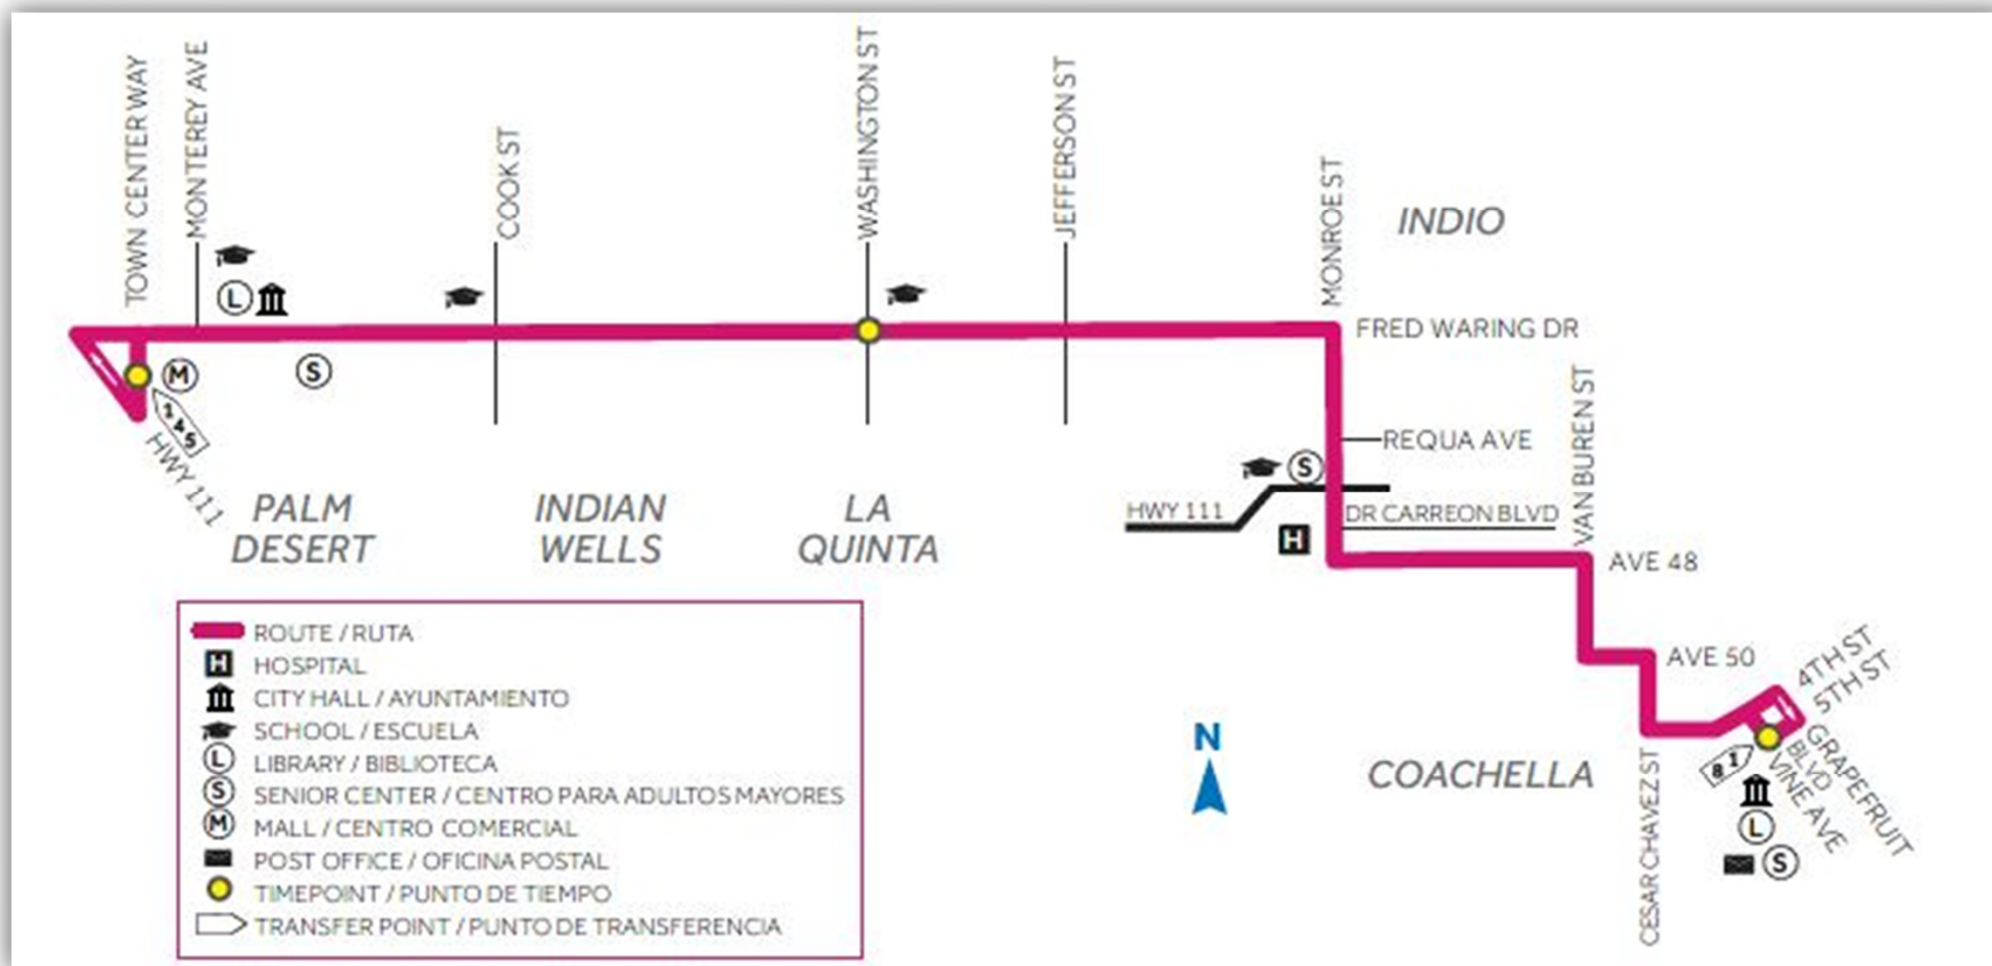 TOWN CENTER WAY
MONTEREY AVE
COOK ST
WASHINGTON ST
JEFFERSON ST
MONROE ST
INDIO
L
FRED WARING DR
M
S
1
4
5
HWY 111
VAN BUREN ST
REQUA AVE
S
HWY 111
DR CARREON BLVD
H
PALM
DESERT
INDIAN
WELLS
LA
QUINTA
AVE 48
AVE 50
4TH ST
5TH ST
GRAPEFRUIT
BLVD
VINE AVE
8 1
L
S
CESAR CHAVEZ ST
COACHELLA
N
ROUTE / RUTA
H HOSPITAL
CITY HALL / AYUNTAMIENTO
SCHOOL / ESCUELA
L LIBRARY / BIBLIOTECA
S SENIOR CENTER / CENTRO PARA ADULTOS MAYORES
M MALL / CENTRO COMERCIAL
POST OFFICE / OFICINA POSTAL
TIMEPOINT / PUNTO DE TIEMPO
TRANSFER POINT / PUNTO DE TRANSFERENCIA